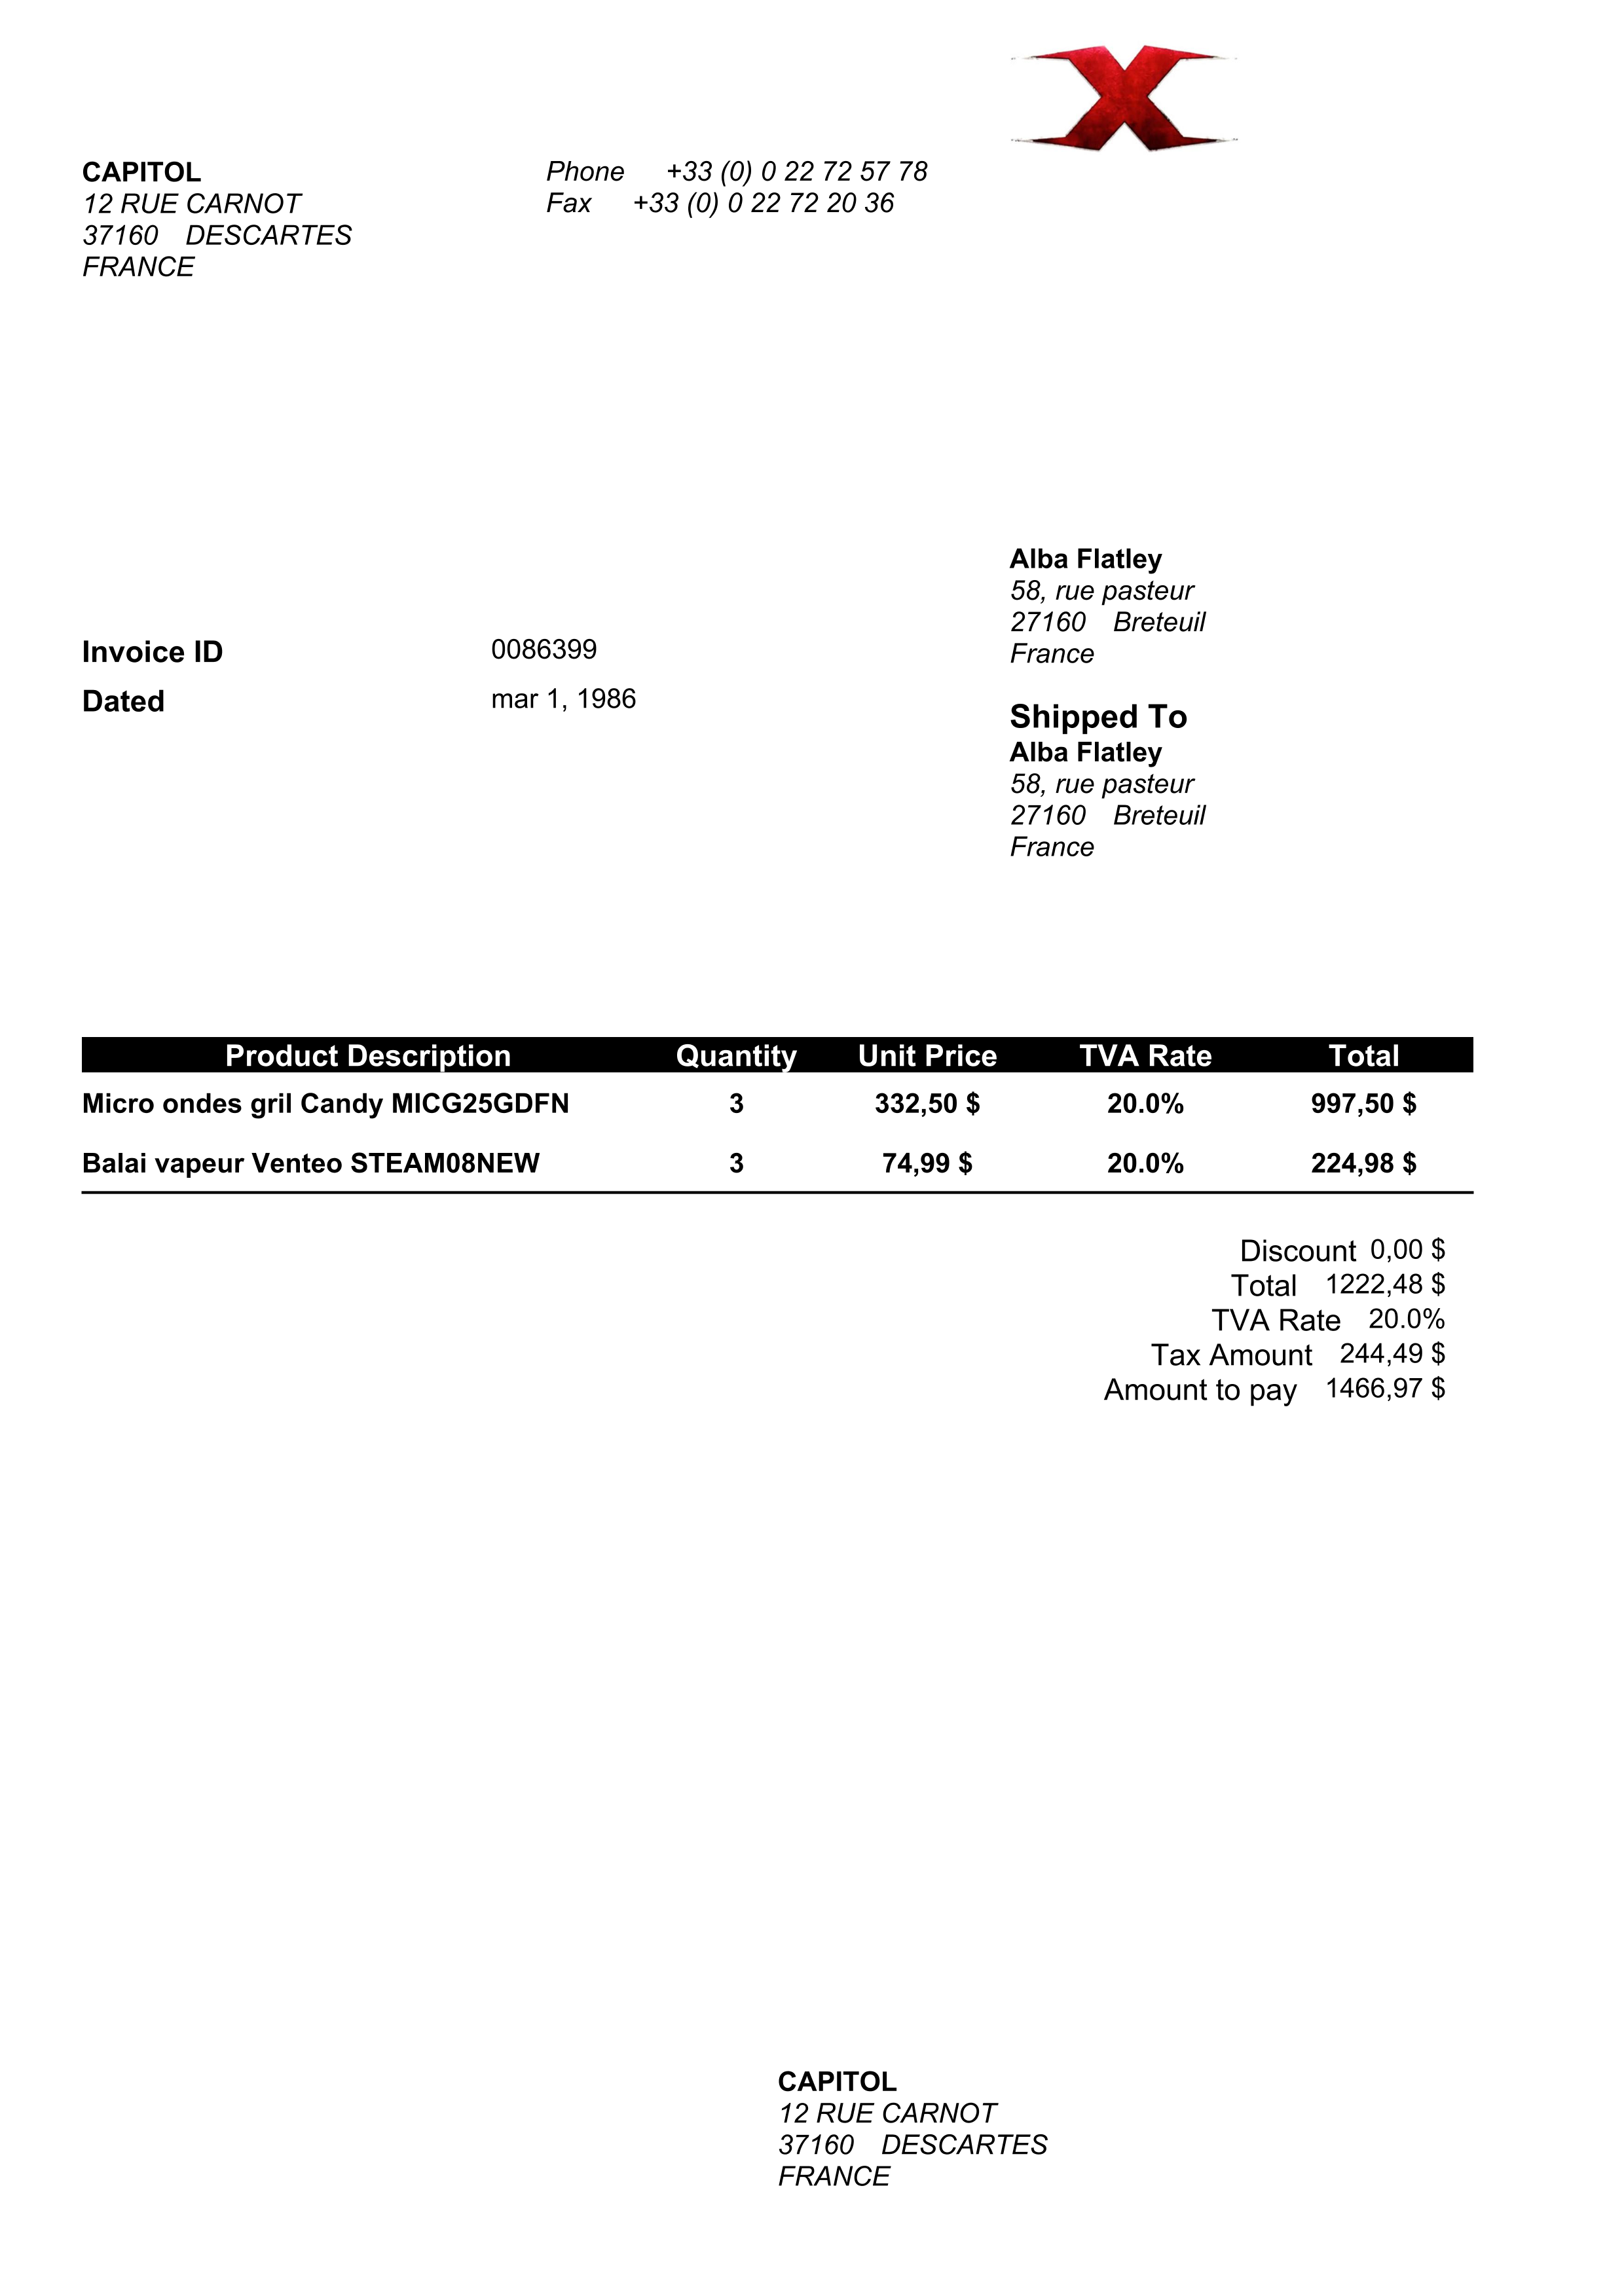 X
CAPITOL
12 RUE CARNOT
37160 DESCARTES
FRANCE
Phone +33 (0) 0 22 72 57 78
Fax +33 (0) 0 22 72 20 36
Alba Flatley
58, rue pasteur
27160 Breteuil
France
Invoice ID 0086399
Dated mar 1, 1986
Shipped To
Alba Flatley
58, rue pasteur
27160 Breteuil
France
Product Description Quantity Unit Price TVA Rate Total
Micro ondes gril Candy MICG25GDFN 3 332,50 $ 20.0% 997,50 $
Balai vapeur Venteo STEAM08NEW 3 74,99 $ 20.0% 224,98 $
Discount 0,00 $
Total 1222,48 $
TVA Rate 20.0%
Tax Amount 244,49 $
Amount to pay 1466,97 $
CAPITOL
12 RUE CARNOT
37160 DESCARTES
FRANCE